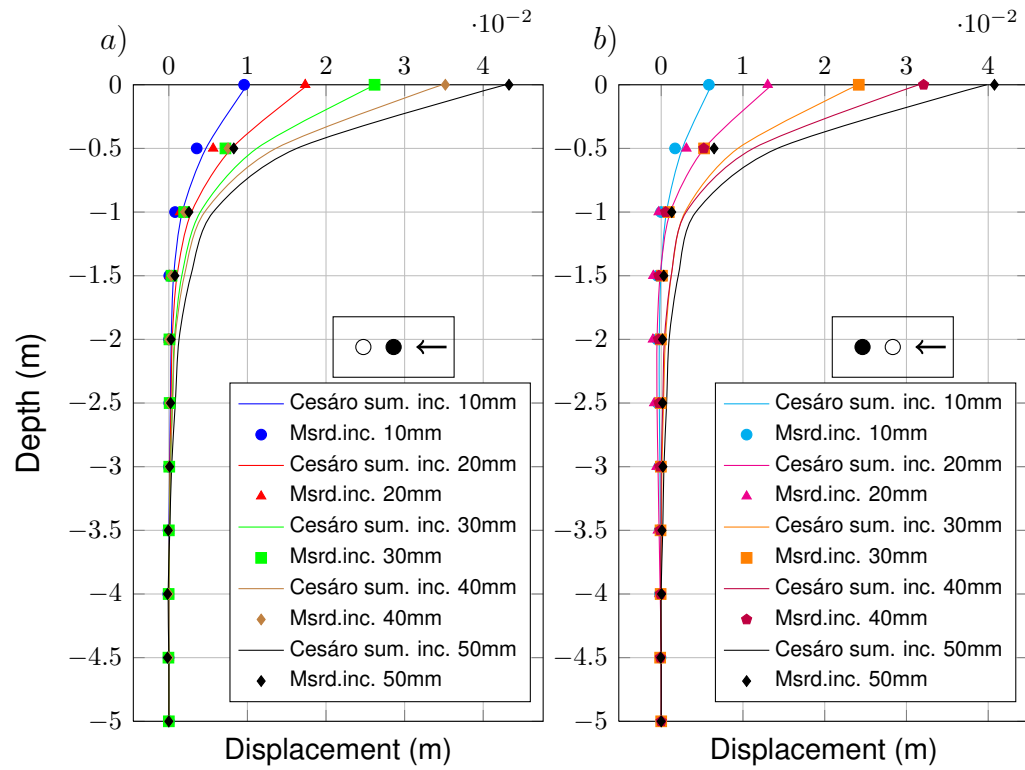 ·10⁻²
·10⁻²
a)
b)
0 1 2 3 4
0 1 2 3 4
0
−0.5
−1
−1.5
−2
−2.5
−3
−3.5
−4
−4.5
−5
0
−0.5
−1
−1.5
−2
−2.5
−3
−3.5
−4
−4.5
−5
Depth (m)
Cesáro sum. inc. 10mm
Msrd.inc. 10mm
Cesáro sum. inc. 20mm
Msrd.inc. 20mm
Cesáro sum. inc. 30mm
Msrd.inc. 30mm
Cesáro sum. inc. 40mm
Msrd.inc. 40mm
Cesáro sum. inc. 50mm
Msrd.inc. 50mm
Cesáro sum. inc. 10mm
Msrd.inc. 10mm
Cesáro sum. inc. 20mm
Msrd.inc. 20mm
Cesáro sum. inc. 30mm
Msrd.inc. 30mm
Cesáro sum. inc. 40mm
Msrd.inc. 40mm
Cesáro sum. inc. 50mm
Msrd.inc. 50mm
Displacement (m)
Displacement (m)